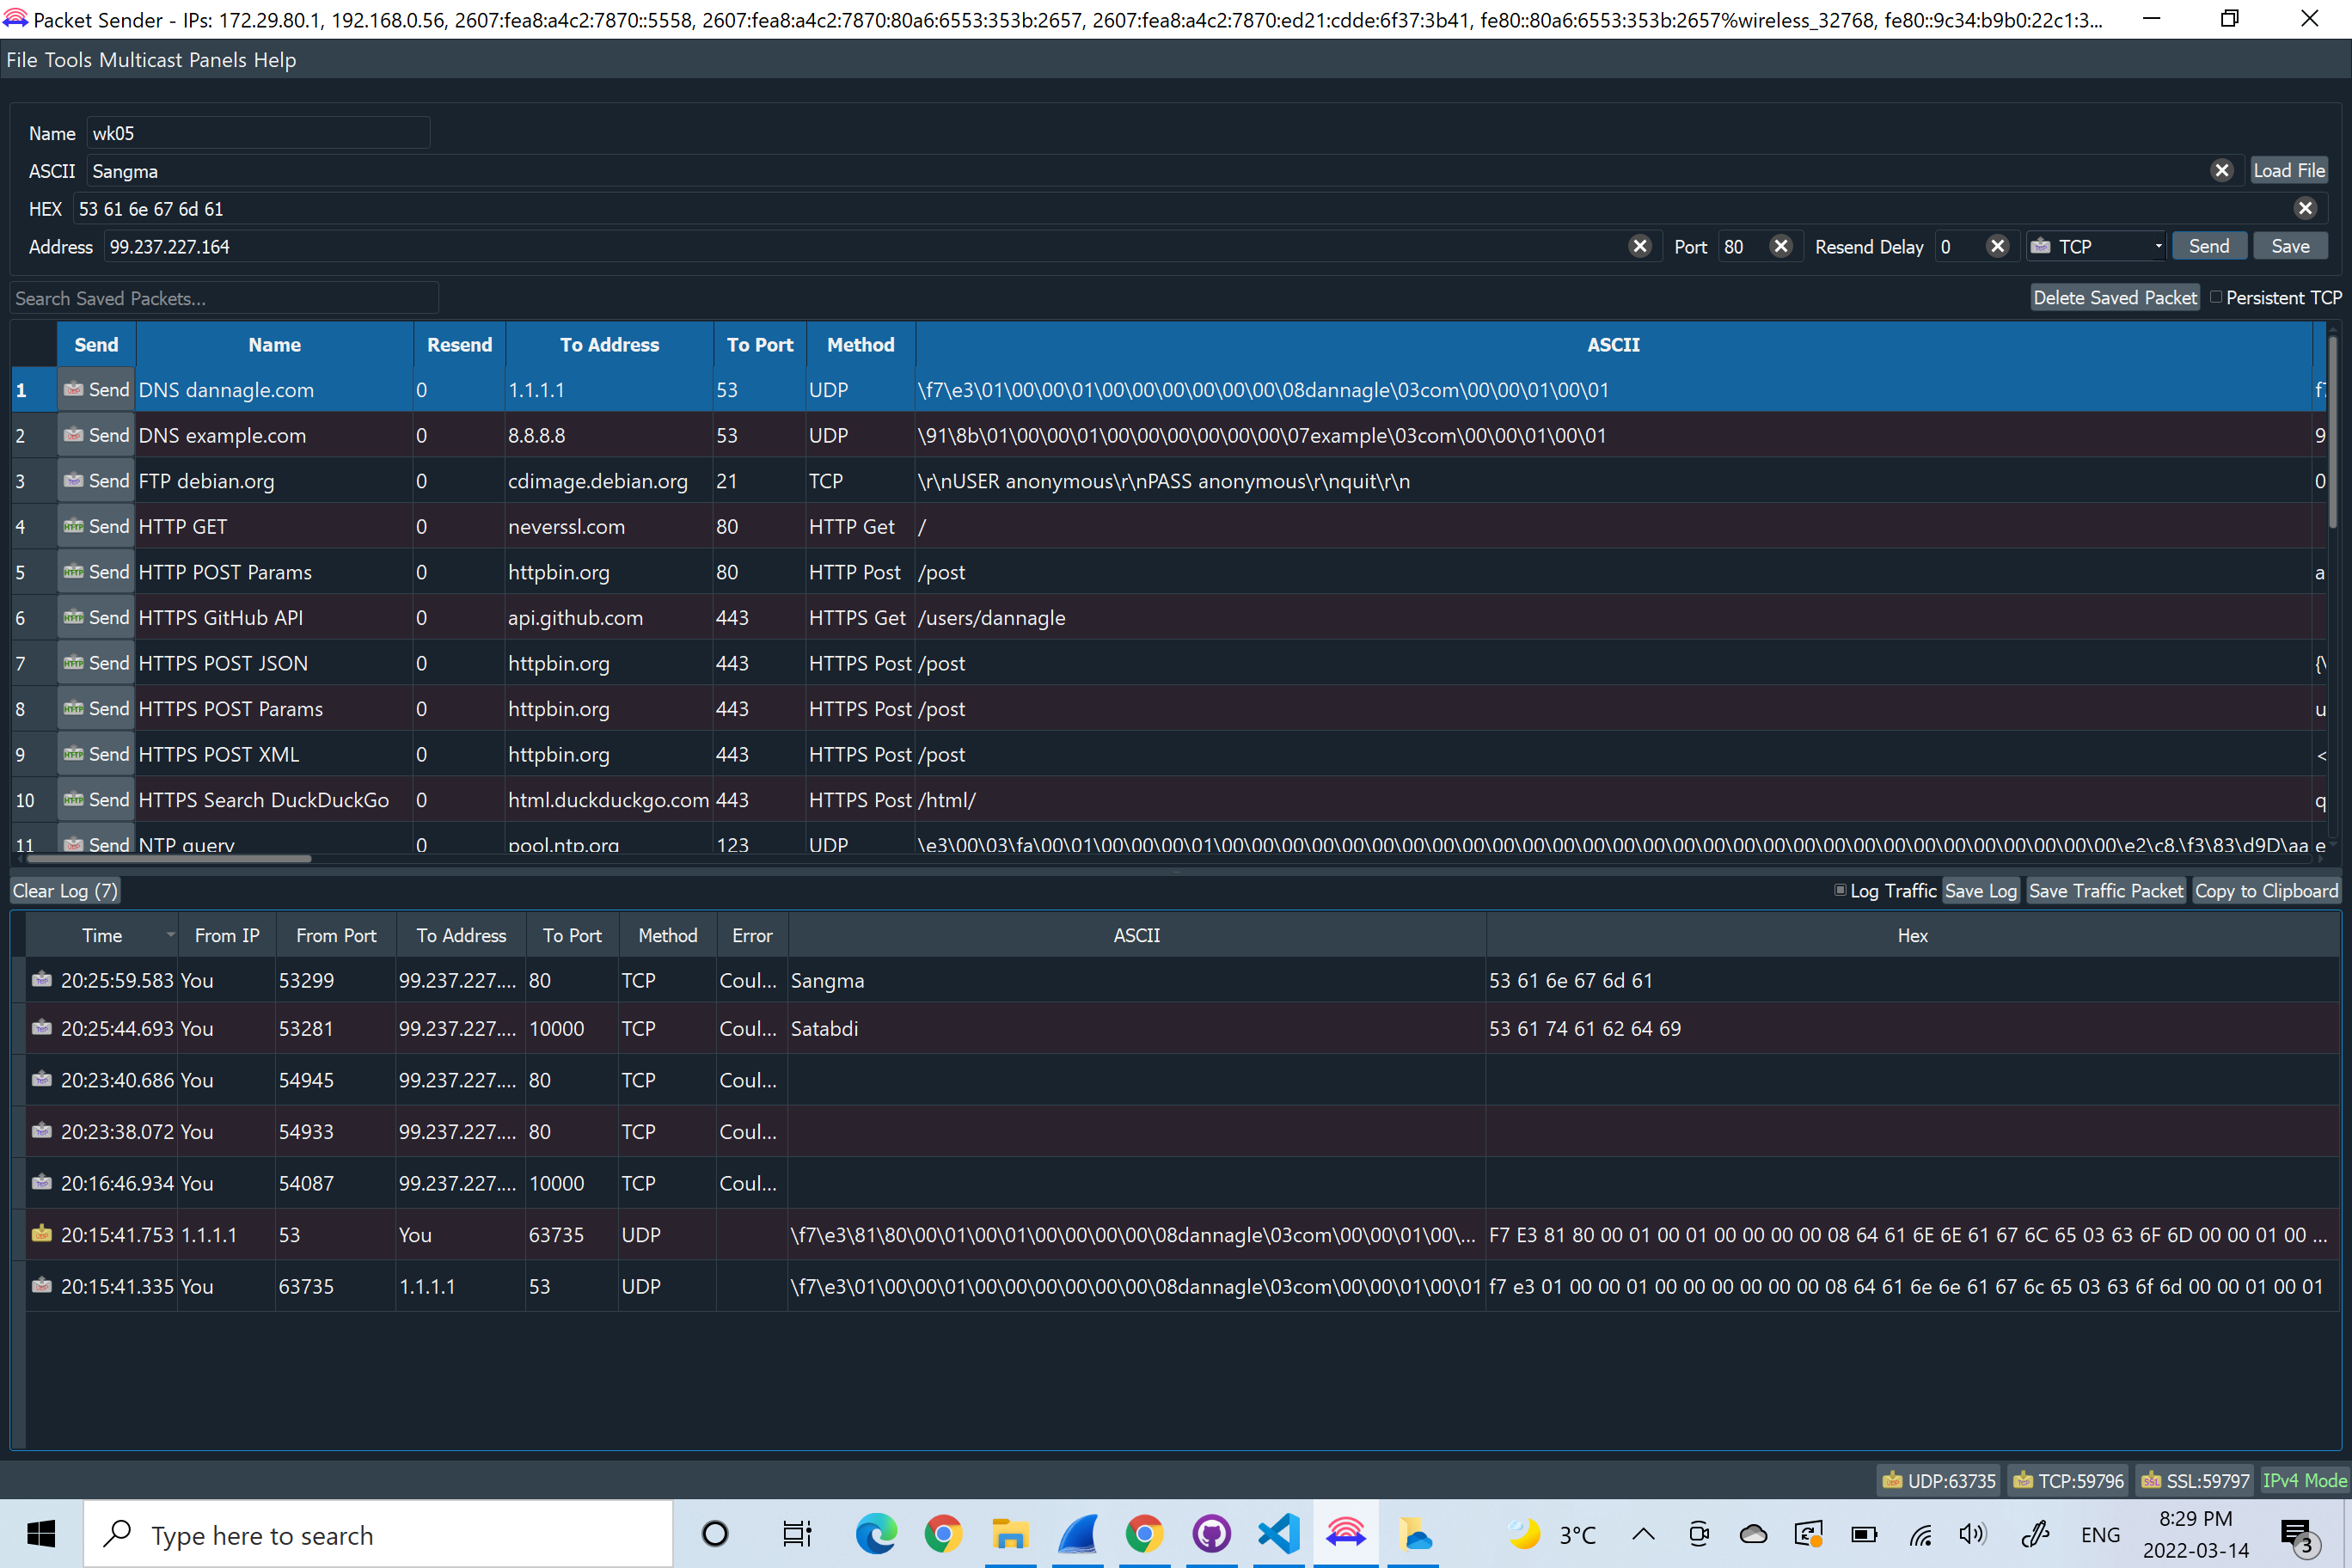 Packet Sender - IPs: 172.29.80.1, 192.168.0.56, 2607:fea8:a4c2:7870::5558, 2607:fea8:a4c2:7870:80a6:6553:353b:2657, 2607:fea8:a4c2:7870:ed21:cdde:6f37:3b41, fe80::80a6:6553:353b:2657%wireless_32768, fe80::9c34:b9b0:22c1:3...
File Tools Multicast Panels Help
Name wk05
ASCII Sangma Load File
HEX 53 61 6e 67 6d 61
Address 99.237.227.164 Port 80 Resend Delay 0 TCP Send Save
Search Saved Packets... Delete Saved Packet Persistent TCP
Send Name Resend To Address To Port Method ASCII
1 Send DNS dannagle.com 0 1.1.1.1 53 UDP \f7\e3\01\00\00\01\00\00\00\00\00\00\08dannagle\03com\00\00\01\00\01 f7
2 Send DNS example.com 0 8.8.8.8 53 UDP \91\8b\01\00\00\01\00\00\00\00\00\00\07example\03com\00\00\01\00\01 9
3 Send FTP debian.org 0 cdimage.debian.org 21 TCP \r\nUSER anonymous\r\nPASS anonymous\r\nquit\r\n 0
4 Send HTTP GET 0 neverssl.com 80 HTTP Get /
5 Send HTTP POST Params 0 httpbin.org 80 HTTP Post /post a
6 Send HTTPS GitHub API 0 api.github.com 443 HTTPS Get /users/dannagle
7 Send HTTPS POST JSON 0 httpbin.org 443 HTTPS Post /post {\
8 Send HTTPS POST Params 0 httpbin.org 443 HTTPS Post /post u
9 Send HTTPS POST XML 0 httpbin.org 443 HTTPS Post /post <
10 Send HTTPS Search DuckDuckGo 0 html.duckduckgo.com 443 HTTPS Post /html/ q
11 Send NTP query 0 pool.ntp.org 123 UDP \e3\00\03\fa\00\01\00\00\00\01\00\00\00\00\00\00\00\00\00\00\00\00\00\00\00\00\00\00\00\00\00\00\00\00\00\00\00\00\00\00\e2\c8.\f3\83\d9D\aa e
Clear Log (7) Log Traffic Save Log Save Traffic Packet Copy to Clipboard
Time From IP From Port To Address To Port Method Error ASCII Hex
20:25:59.583 You 53299 99.237.227.... 80 TCP Coul... Sangma 53 61 6e 67 6d 61
20:25:44.693 You 53281 99.237.227.... 10000 TCP Coul... Satabdi 53 61 74 61 62 64 69
20:23:40.686 You 54945 99.237.227.... 80 TCP Coul...
20:23:38.072 You 54933 99.237.227.... 80 TCP Coul...
20:16:46.934 You 54087 99.237.227.... 10000 TCP Coul...
20:15:41.753 1.1.1.1 53 You 63735 UDP \f7\e3\81\80\00\01\00\01\00\00\00\00\08dannagle\03com\00\00\01\00\... F7 E3 81 80 00 01 00 01 00 00 00 00 08 64 61 6E 6E 61 67 6C 65 03 63 6F 6D 00 00 01 00 ...
20:15:41.335 You 63735 1.1.1.1 53 UDP \f7\e3\01\00\00\01\00\00\00\00\00\00\08dannagle\03com\00\00\01\00\01 f7 e3 01 00 00 01 00 00 00 00 00 00 08 64 61 6e 6e 61 67 6c 65 03 63 6f 6d 00 00 01 00 01
UDP:63735 TCP:59796 SSL:59797 IPv4 Mode
Type here to search 3°C ENG 8:29 PM
2022-03-14 3